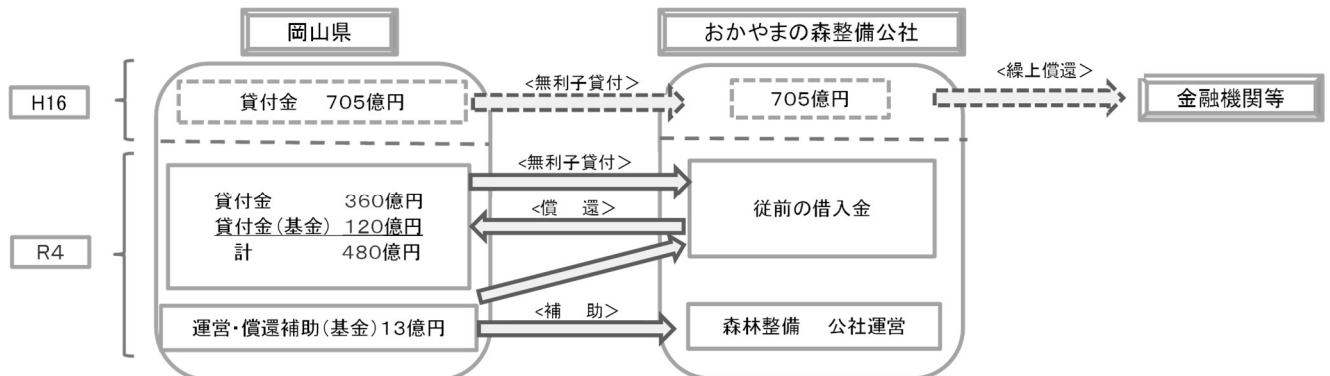 岡山県
おかやまの森整備公社
H16
貸付金 705億円
<無利子貸付>
705億円
<繰上償還>
金融機関等
R4
貸付金 360億円
貸付金(基金) 120億円
計 480億円
<無利子貸付>
<償 還>
従前の借入金
運営・償還補助(基金)13億円
<補 助>
森林整備 公社運営